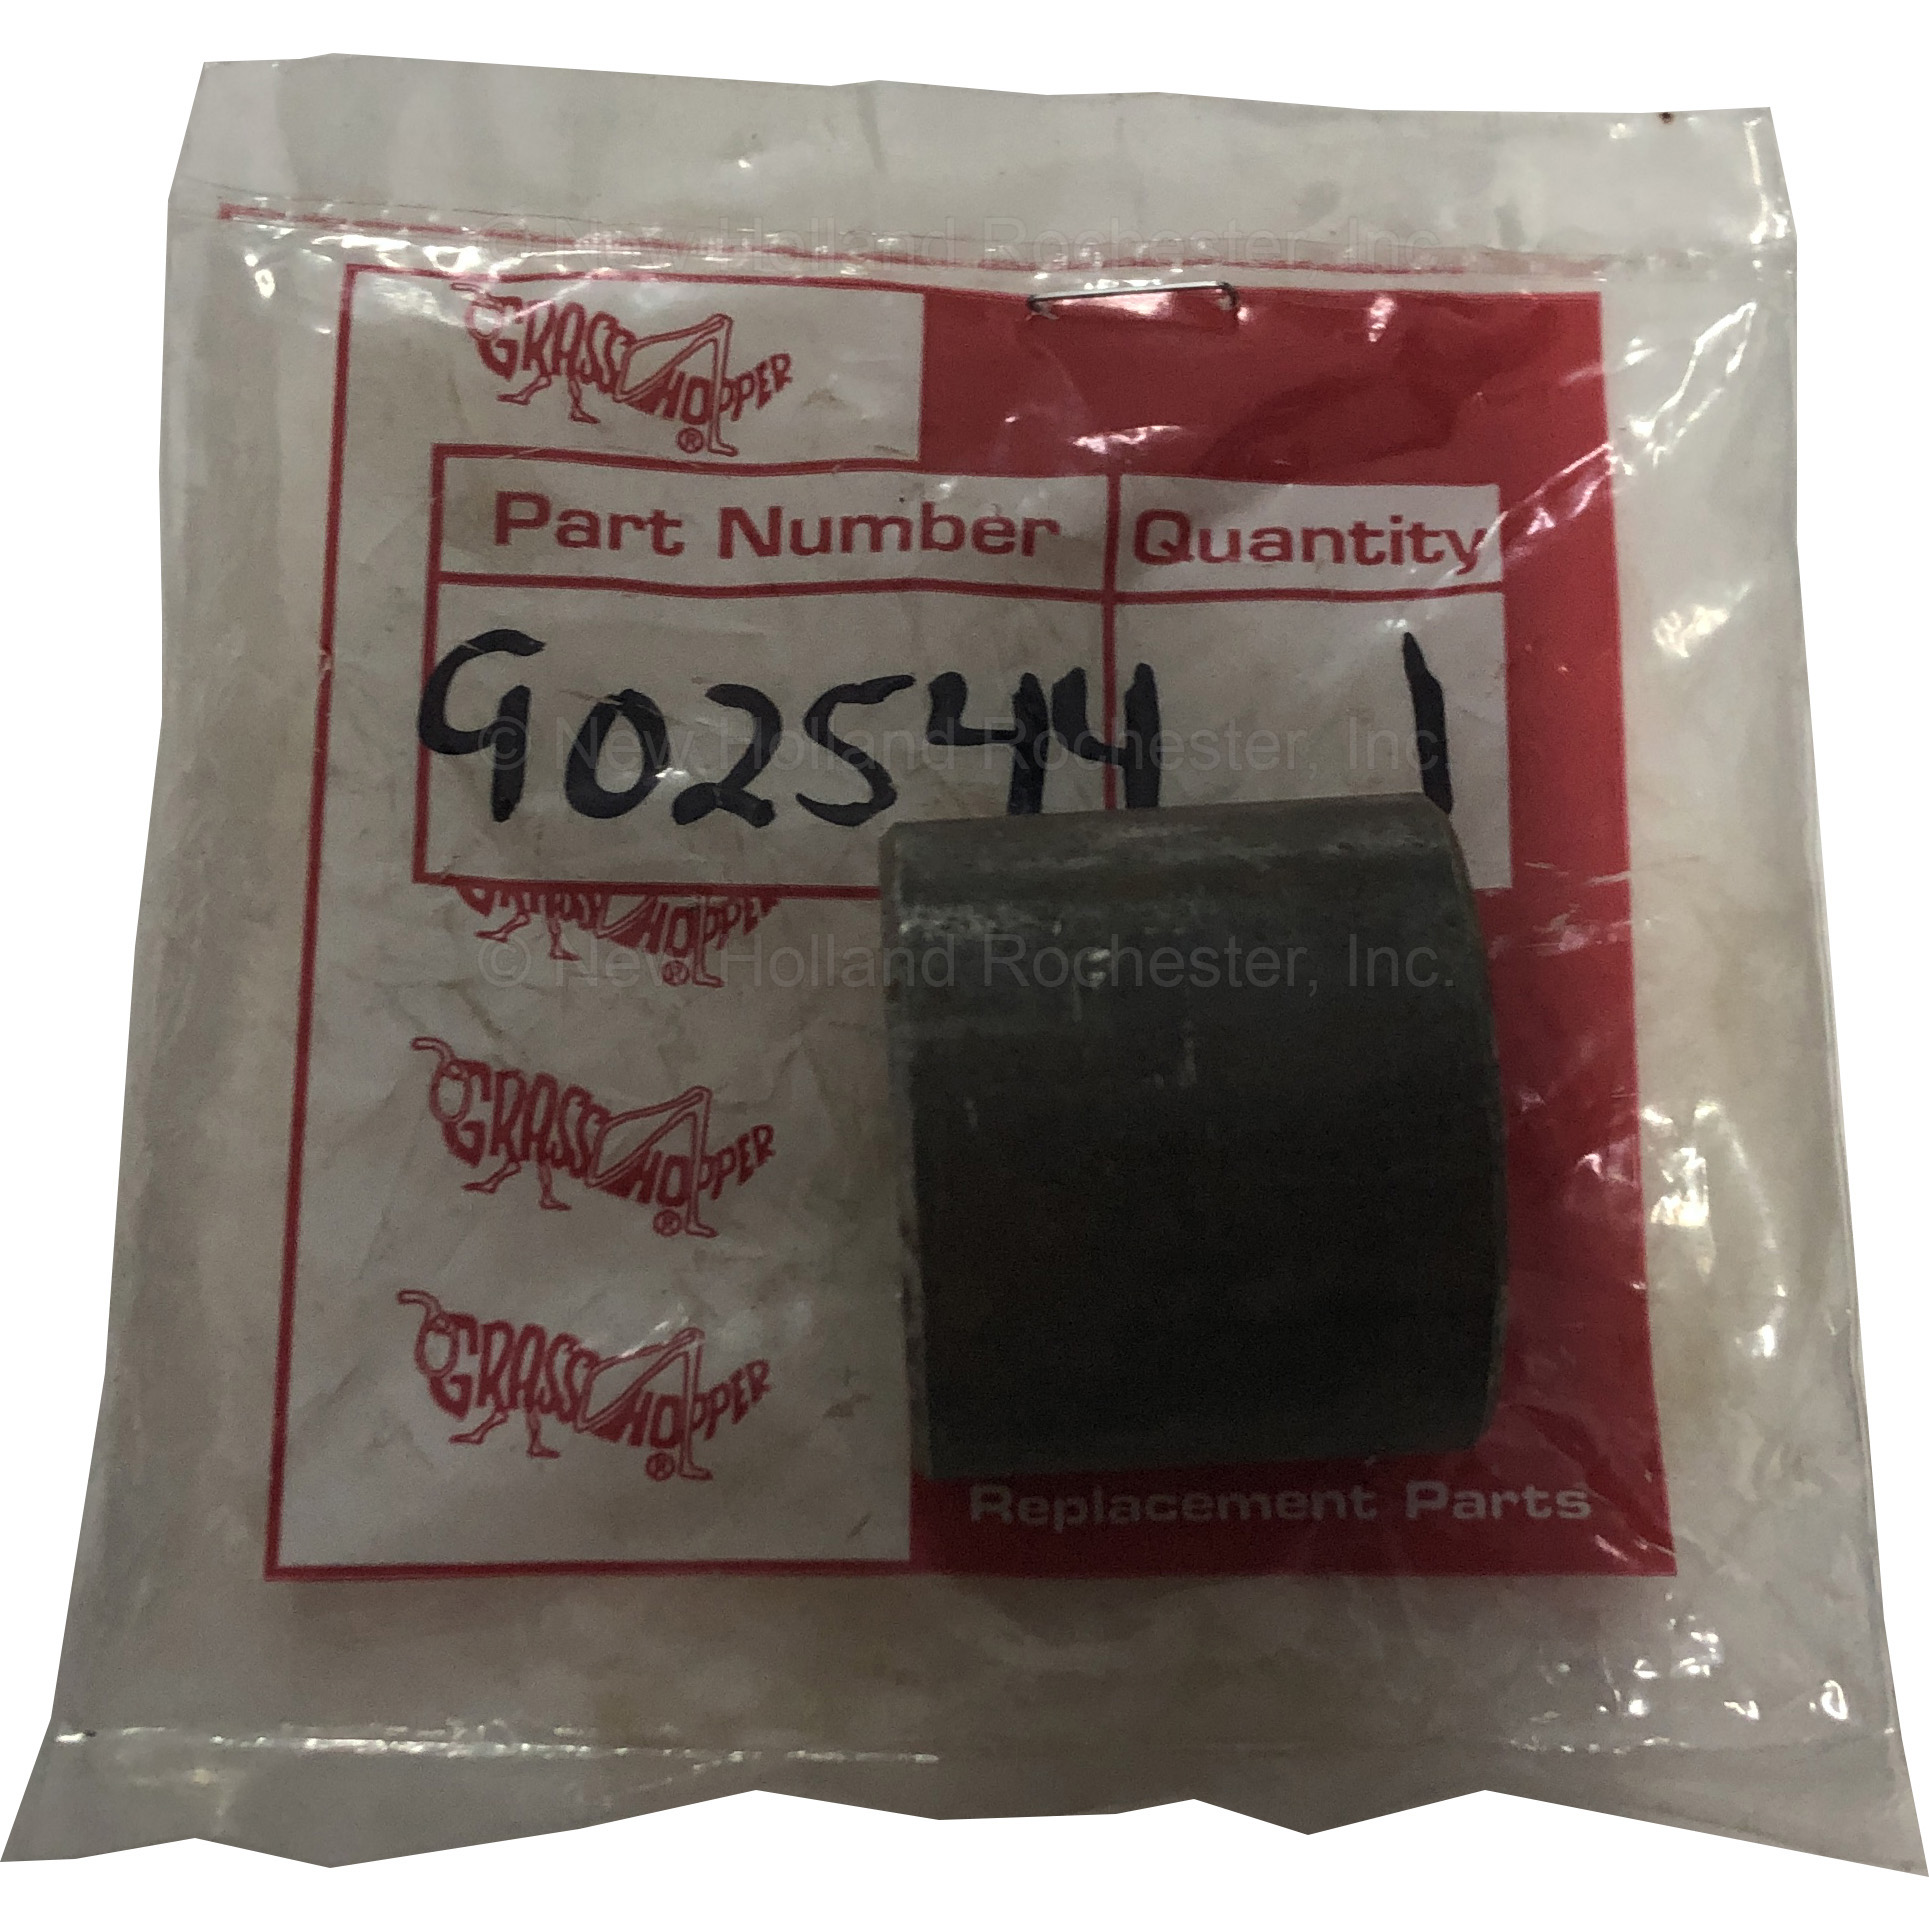 © New Holland Rochester, Inc.
GRASSHOPPER ®
Part Number Quantity
902544 1
© New Holland Rochester, Inc.
GRASSHOPPER ®
© New Holland Rochester, Inc.
GRASSHOPPER ®
GRASSHOPPER ®
Replacement Parts